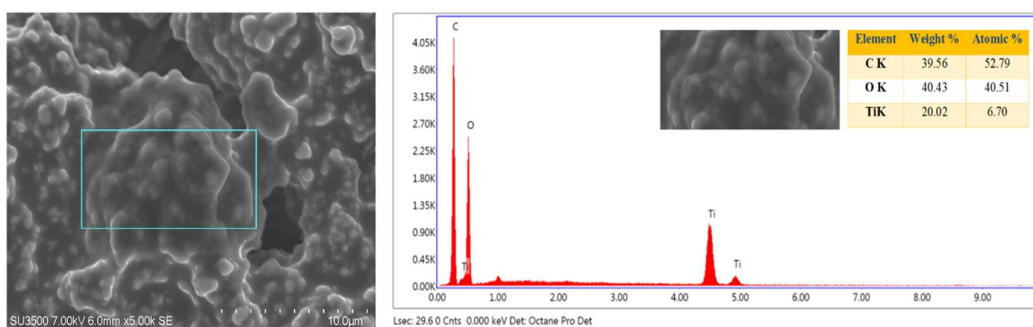 SU3500 7.00kV 6.0mm x5.00k SE
10.0μm
4.05K
3.60K
3.15K
2.70K
2.25K
1.80K
1.35K
0.90K
0.45K
0.00K
C
O
Ti
Ti
Ti
0.00
1.00
2.00
3.00
4.00
5.00
6.00
7.00
8.00
9.00
Lsec: 29.6 0 Cnts 0.000 keV Det: Octane Pro Det
Element Weight % Atomic %
C K 39.56 52.79
O K 40.43 40.51
TiK 20.02 6.70